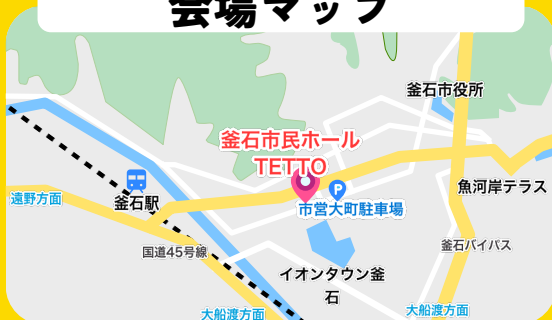 会場マップ
釜石市役所
釜石市民ホール
TETTO
魚河岸テラス
遠野方面
釜石駅
P
市営大町駐車場
国道45号線
釜石バイパス
イオンタウン釜
石
大船渡方面
大船渡方面